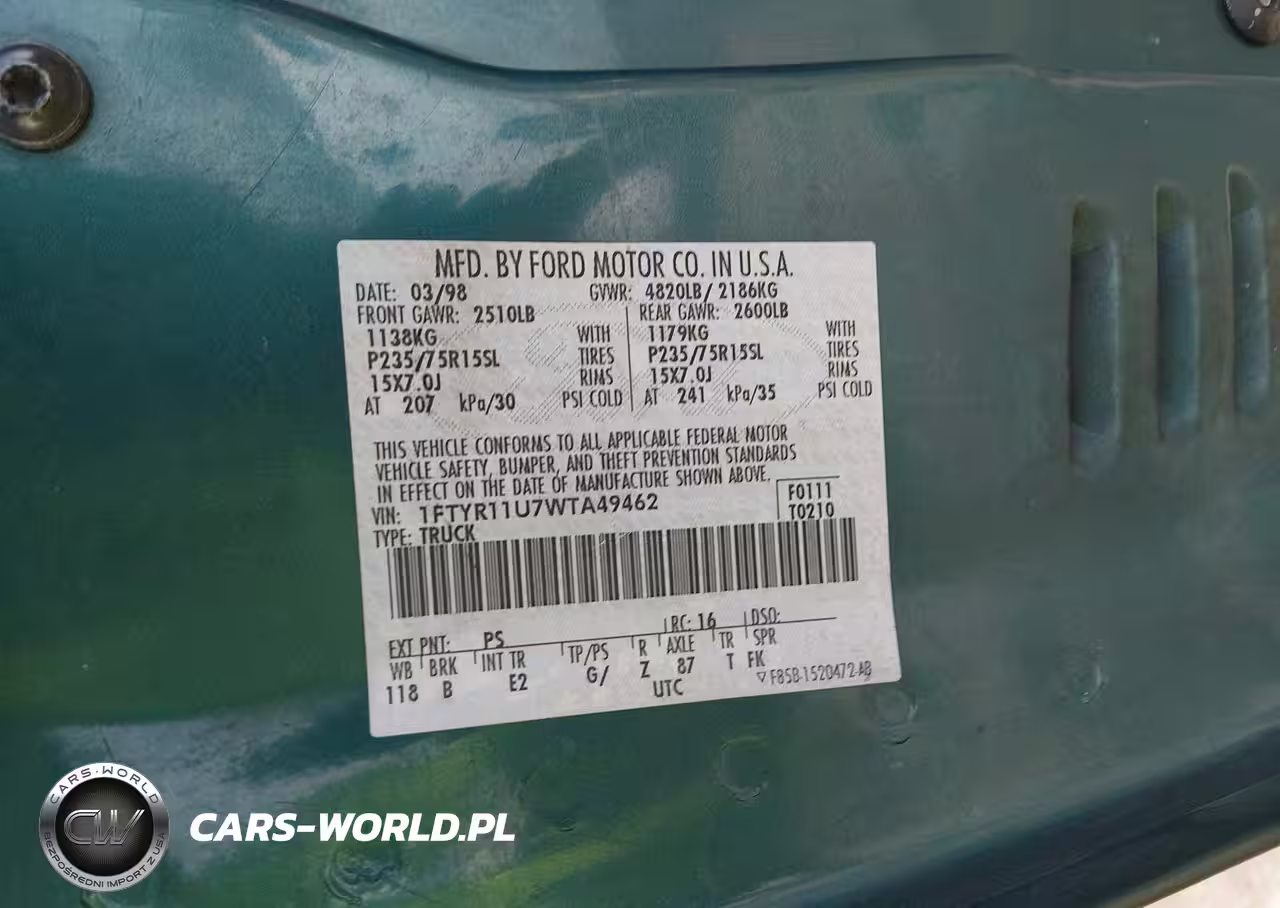 MFD. BY FORD MOTOR CO. IN U.S.A.
DATE: 03/98 GVWR: 4820LB/ 2186KG
FRONT GAWR: 2510LB REAR GAWR: 2600LB
1138KG WITH 1179KG WITH
P235/75R15SL TIRES P235/75R15SL TIRES
15X7.0J RIMS 15X7.0J RIMS
AT 207 kPa/30 PSI COLD AT 241 kPa/35 PSI COLD
THIS VEHICLE CONFORMS TO ALL APPLICABLE FEDERAL MOTOR
VEHICLE SAFETY, BUMPER, AND THEFT PREVENTION STANDARDS
IN EFFECT ON THE DATE OF MANUFACTURE SHOWN ABOVE.
VIN: 1FTYR11U7WTA49462 F0111
TYPE: TRUCK T0210
EXT PNT: PS RC: 16 DSO:
WB BRK INT TR TP/PS R AXLE TR SPR
118 B E2 G/ Z 87 T FK
UTC ▽ F85B-1520472-AB
CARS-WORLD
CW
BEZPOŚREDNI IMPORT Z USA
CARS-WORLD.PL